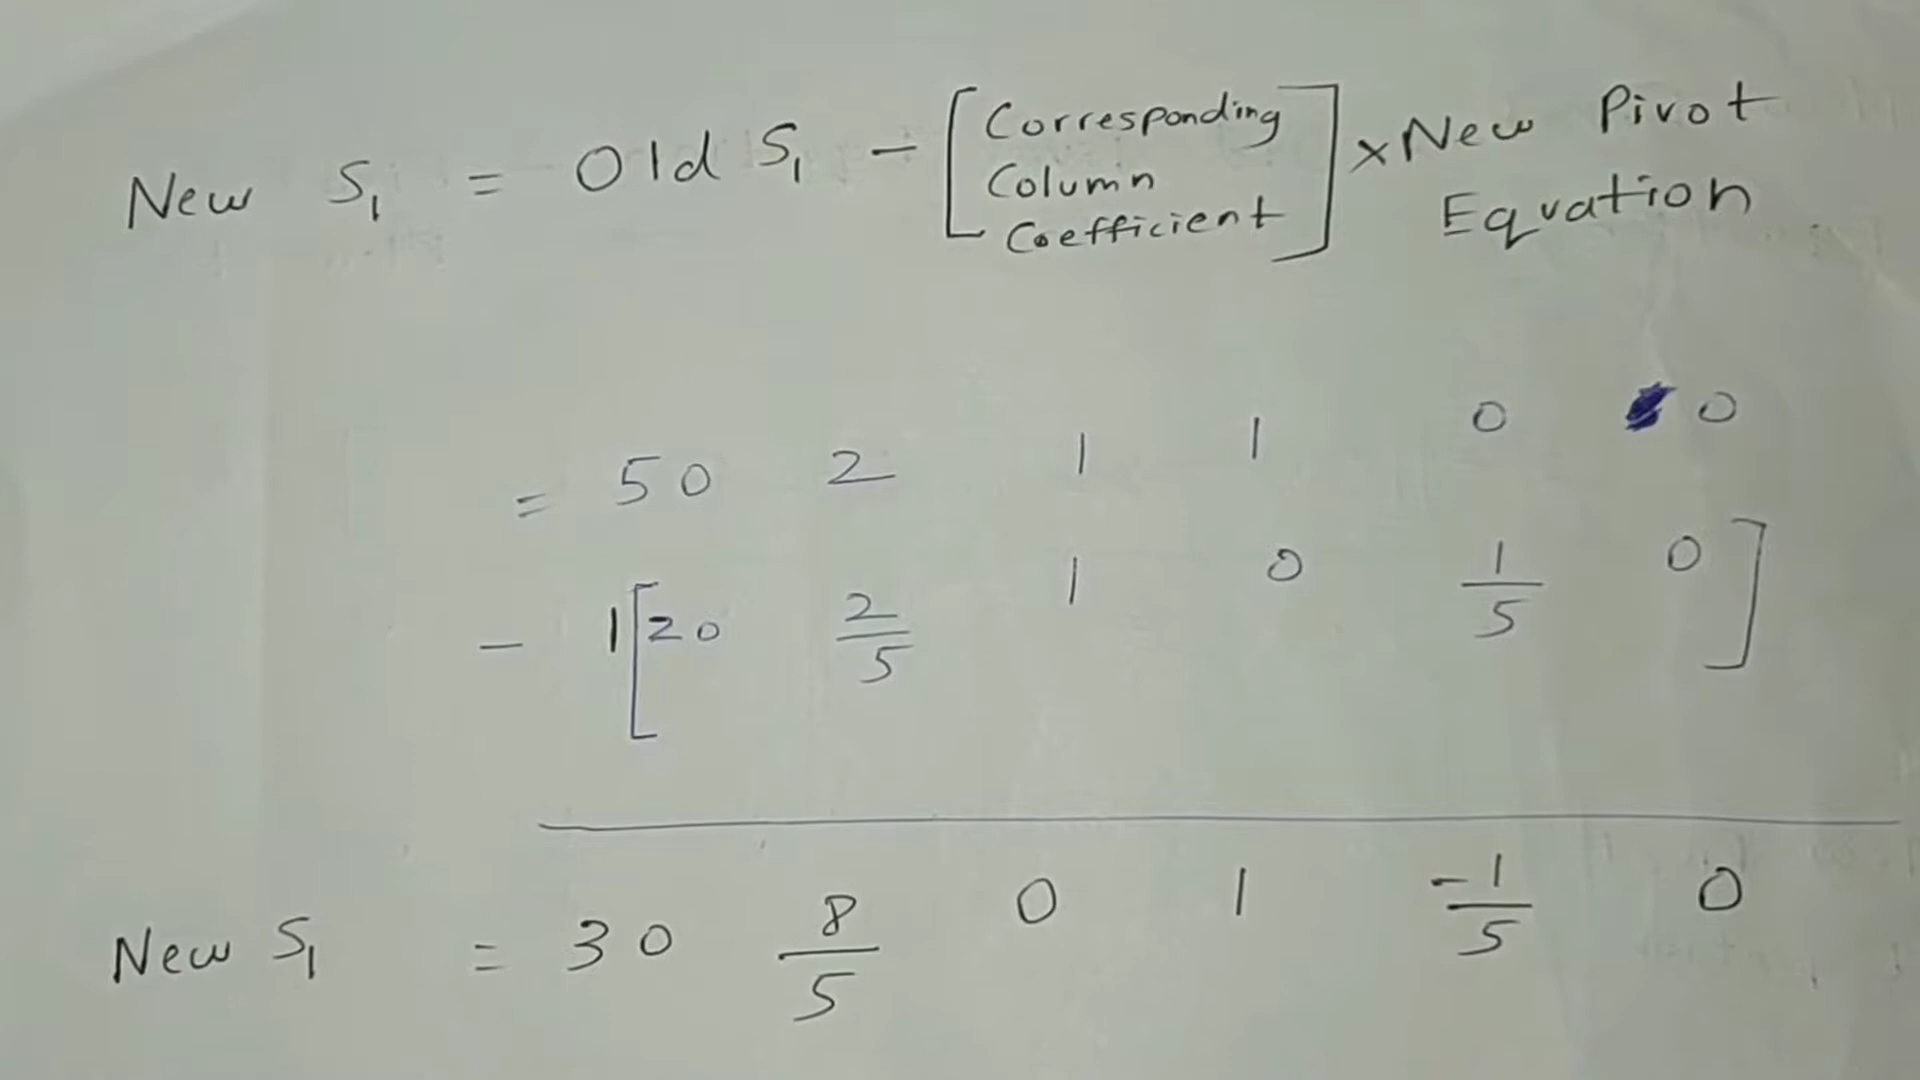 New S₁ = Old S₁ - [Corresponding Column Coefficient] × New Pivot Equation
= 50 2 1 1 0 0
- 1[20 2/5 1 0 1/5 0]
New S₁ = 30 8/5 0 1 -1/5 0